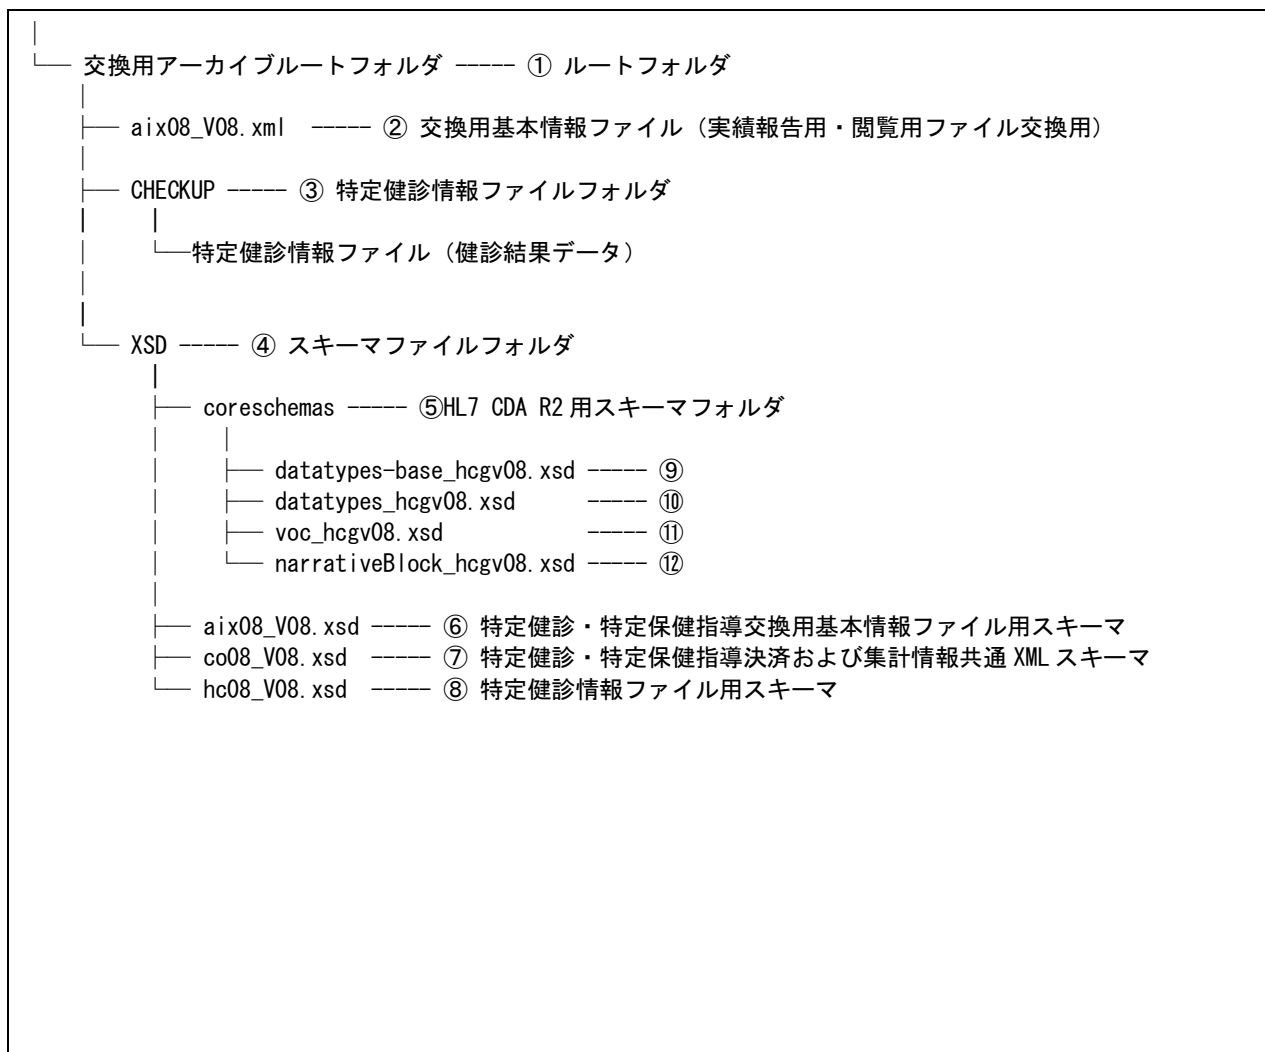 │
└── 交換用アーカイブルートフォルダ ----- ① ルートフォルダ
│
├── aix08_V08.xml ----- ② 交換用基本情報ファイル（実績報告用・閲覧用ファイル交換用）
│
├── CHECKUP ----- ③ 特定健診情報ファイルフォルダ
│ │
│ └──特定健診情報ファイル（健診結果データ）
│
│
└── XSD ----- ④ スキーマファイルフォルダ
│
├── coreschemas ----- ⑤HL7 CDA R2 用スキーマフォルダ
│ │
│ ├── datatypes-base_hcgv08.xsd ----- ⑨
│ ├── datatypes_hcgv08.xsd ----- ⑩
│ ├── voc_hcgv08.xsd ----- ⑪
│ └── narrativeBlock_hcgv08.xsd ----- ⑫
│
├── aix08_V08.xsd ----- ⑥ 特定健診・特定保健指導交換用基本情報ファイル用スキーマ
├── co08_V08.xsd ----- ⑦ 特定健診・特定保健指導決済および集計情報共通 XML スキーマ
└── hc08_V08.xsd ----- ⑧ 特定健診情報ファイル用スキーマ